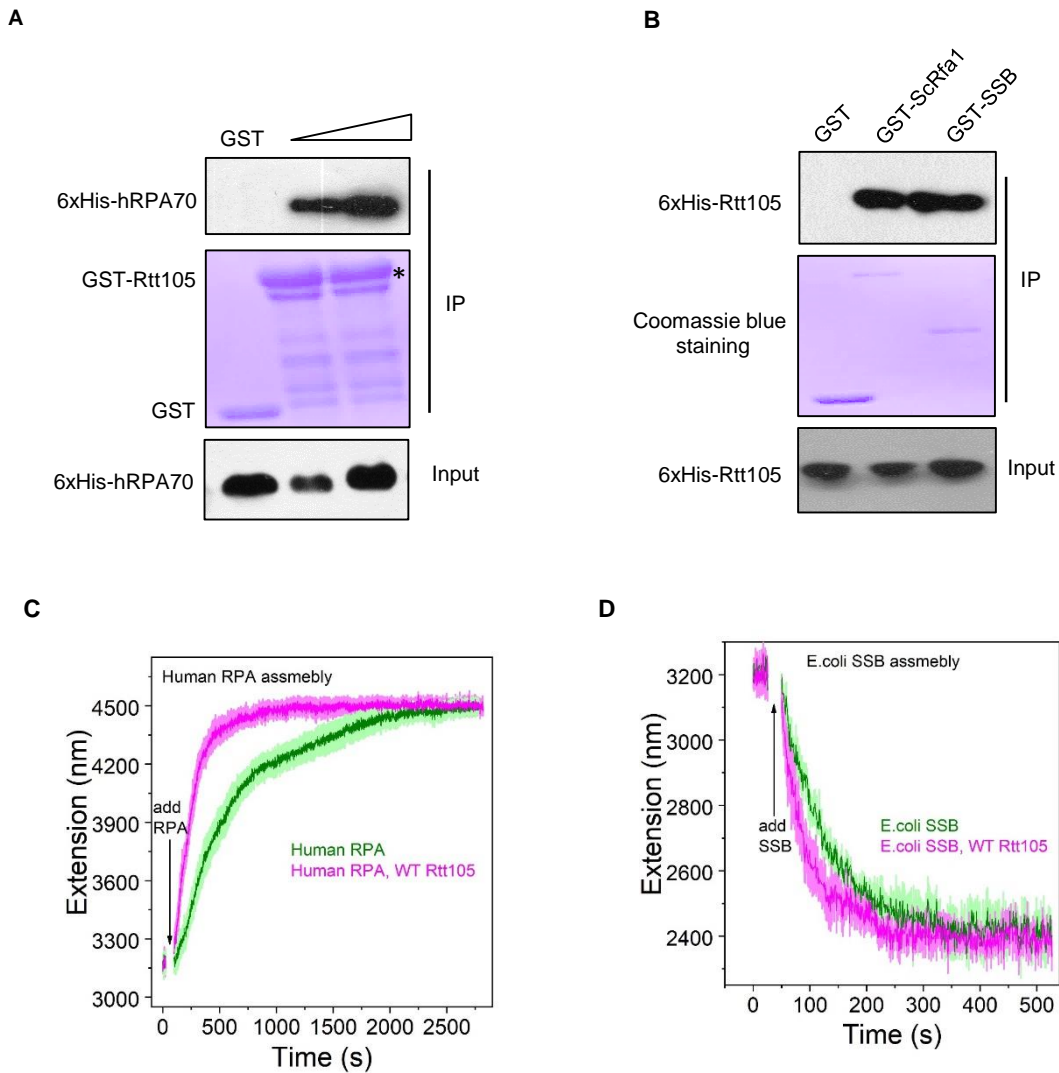 A
GST
6xHis-hRPA70
GST-Rtt105
*
GST
IP
6xHis-hRPA70
Input
B
GST
GST-ScRfa1
GST-SSB
6xHis-Rtt105
Coomassie blue
staining
IP
6xHis-Rtt105
Input
C
Human RPA assmebly
4500
4200
3900
3600
3300
3000
Extension (nm)
add
RPA
Human RPA
Human RPA, WT Rtt105
0 500 1000 1500 2000 2500
Time (s)
D
E.coli SSB assmebly
3200
3000
2800
2600
2400
Extension (nm)
add
SSB
E.coli SSB
E.coli SSB, WT Rtt105
0 100 200 300 400 500
Time (s)